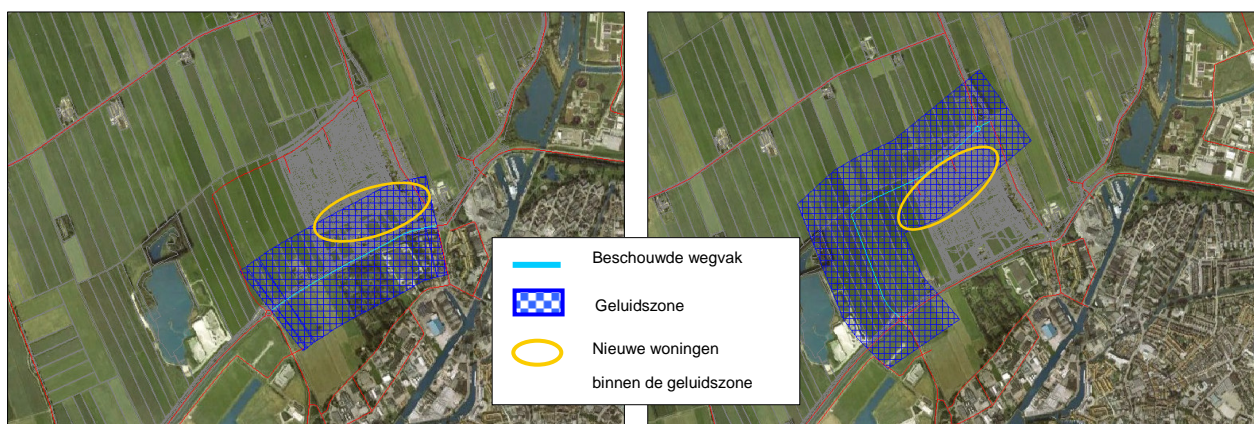 Beschouwde wegvak
Geluidszone
Nieuwe woningen
binnen de geluidszone